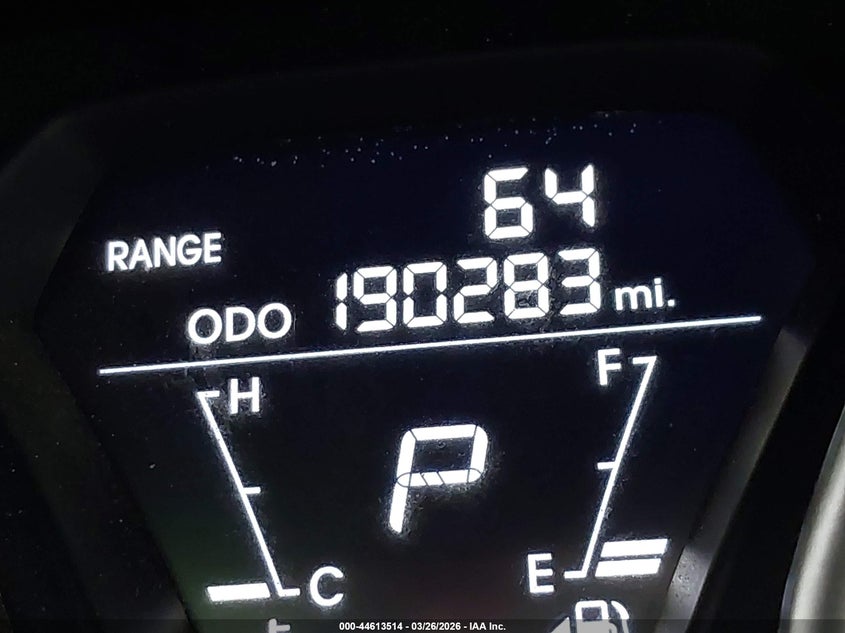 64
RANGE
190283 mi.
ODO
H
F
P
C
E
000-44613514 - 03/26/2026 - IAA Inc.